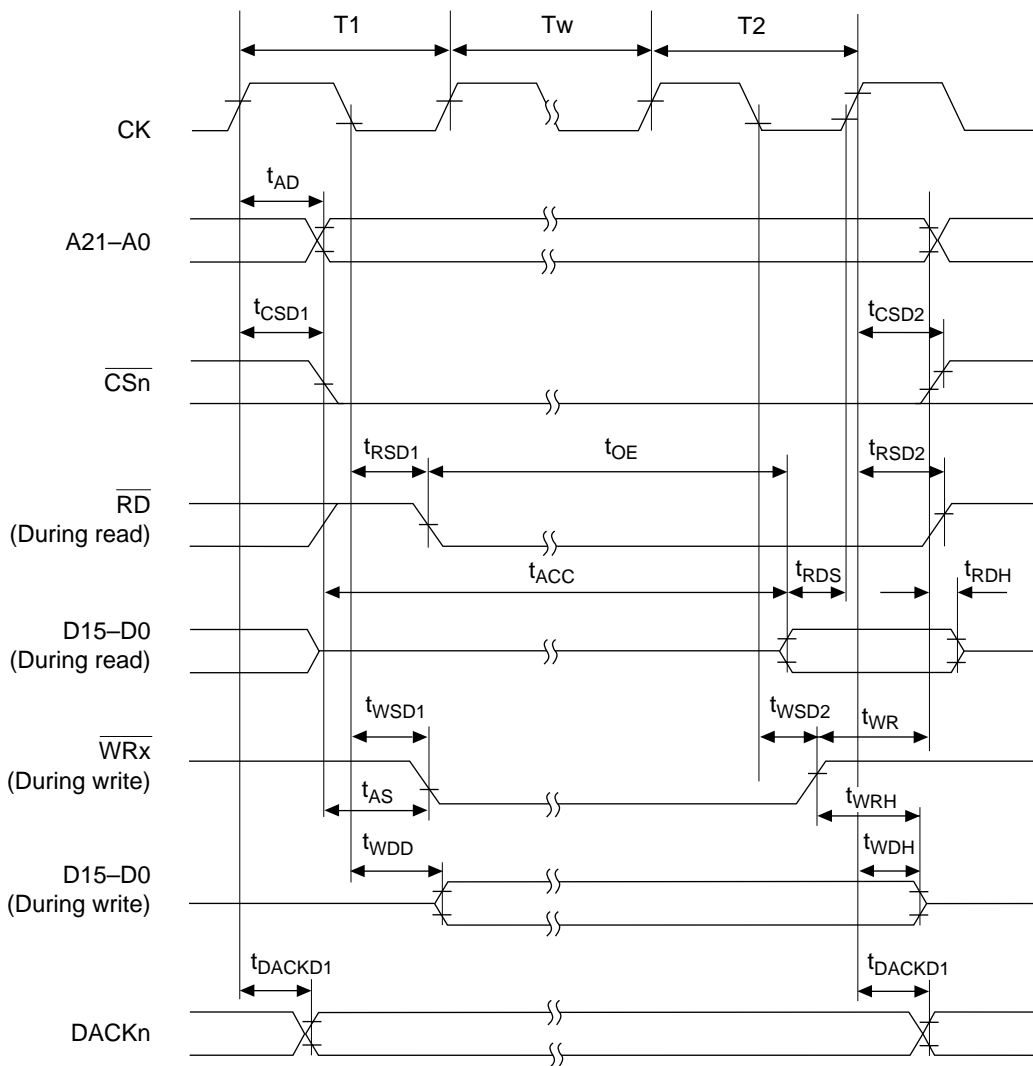 T1 Tw T2
CK
tAD
A21–A0
tCSD1 tCSD2
CSn
tRSD1 tOE tRSD2
RD
(During read)
tACC tRDS tRDH
D15–D0
(During read)
tWSD1 tWSD2 tWR
WRx
(During write)
tAS tWRH
tWDD tWDH
D15–D0
(During write)
tDACKD1 tDACKD1
DACKn